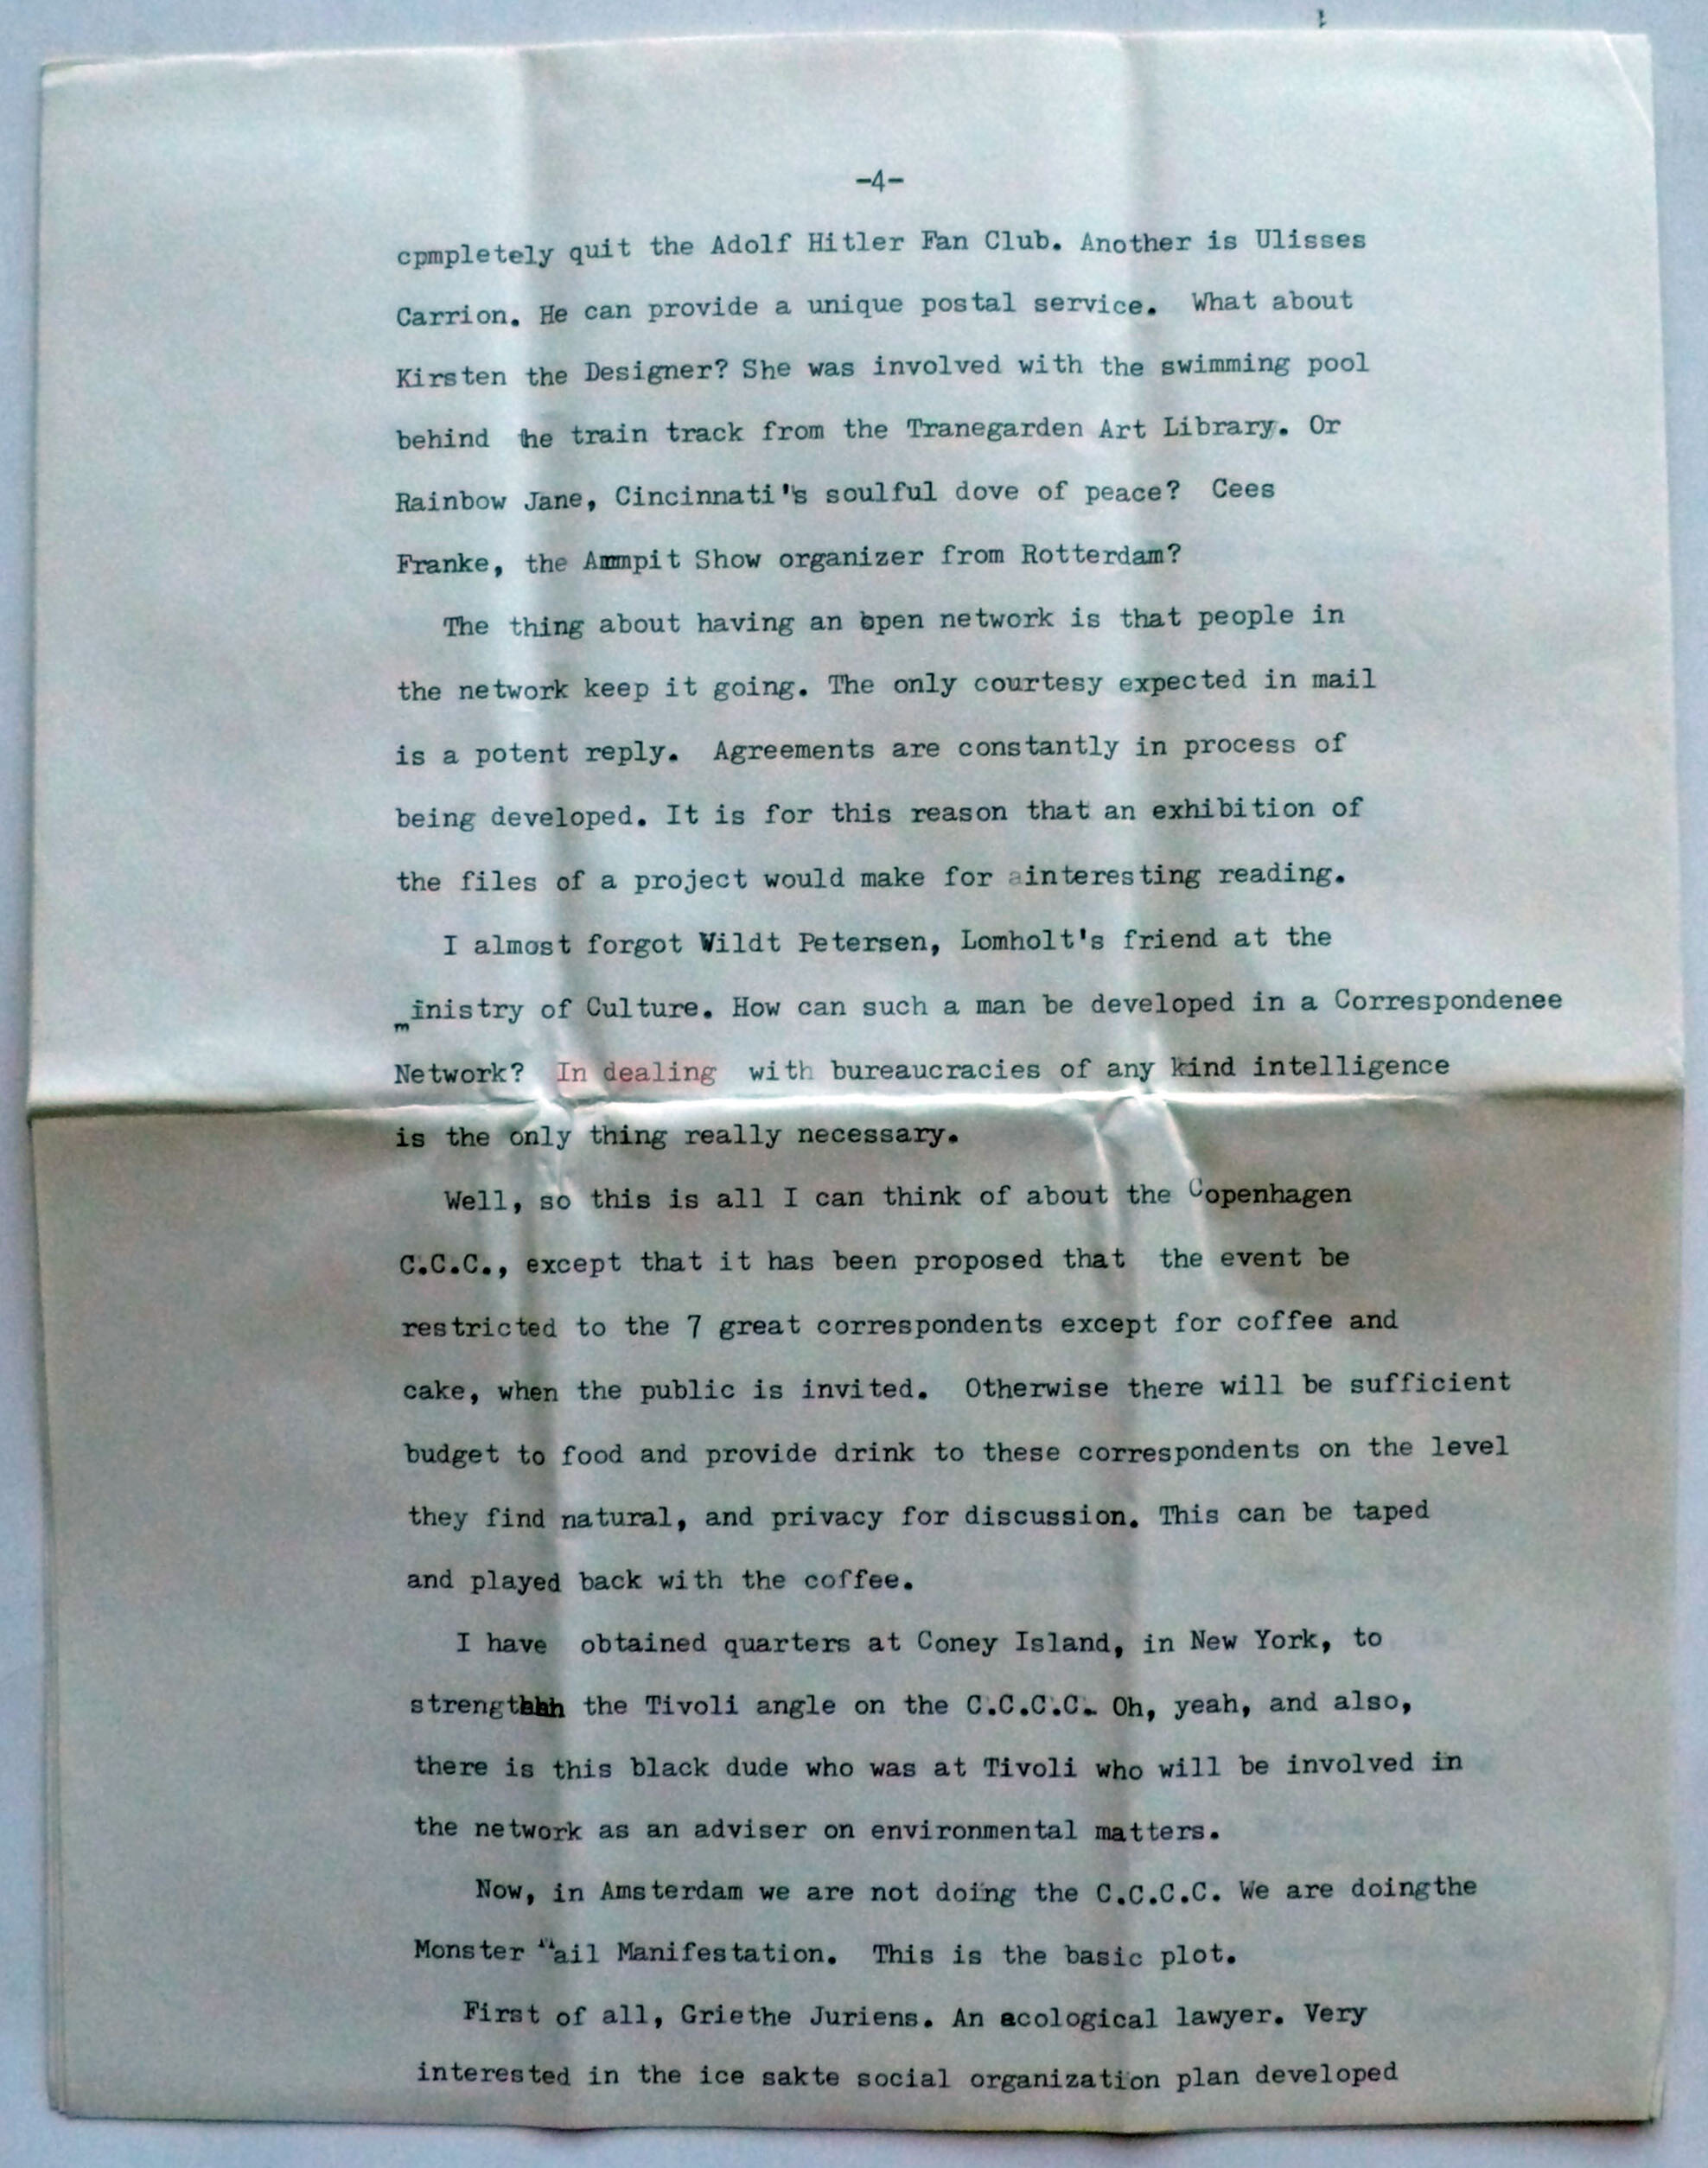 -4-
cpmpletely quit the Adolf Hitler Fan Club. Another is Ulisses
Carrion. He can provide a unique postal service. What about
Kirsten the Designer? She was involved with the swimming pool
behind the train track from the Tranegarden Art Library. Or
Rainbow Jane, Cincinnati's soulful dove of peace? Cees
Franke, the Ammpit Show organizer from Rotterdam?
The thing about having an open network is that people in
the network keep it going. The only courtesy expected in mail
is a potent reply. Agreements are constantly in process of
being developed. It is for this reason that an exhibition of
the files of a project would make for interesting reading.
I almost forgot Wildt Petersen, Lomholt's friend at the
ministry of Culture. How can such a man be developed in a Correspondenee
Network? In dealing with bureaucracies of any kind intelligence
is the only thing really necessary.
Well, so this is all I can think of about the Copenhagen
C.C.C., except that it has been proposed that the event be
restricted to the 7 great correspondents except for coffee and
cake, when the public is invited. Otherwise there will be sufficient
budget to food and provide drink to these correspondents on the level
they find natural, and privacy for discussion. This can be taped
and played back with the coffee.
I have obtained quarters at Coney Island, in New York, to
the Tivoli angle on the C.C.C.C. Oh, yeah, and also,
there is this black dude who was at Tivoli who will be involved in
the network as an adviser on environmental matters.
Now, in Amsterdam we are not doing the C.C.C.C. We are doingthe
Monster Mail Manifestation. This is the basic plot.
First of all, Griethe Juriens. An acological lawyer. Very
interested in the ice sakte social organization plan developed